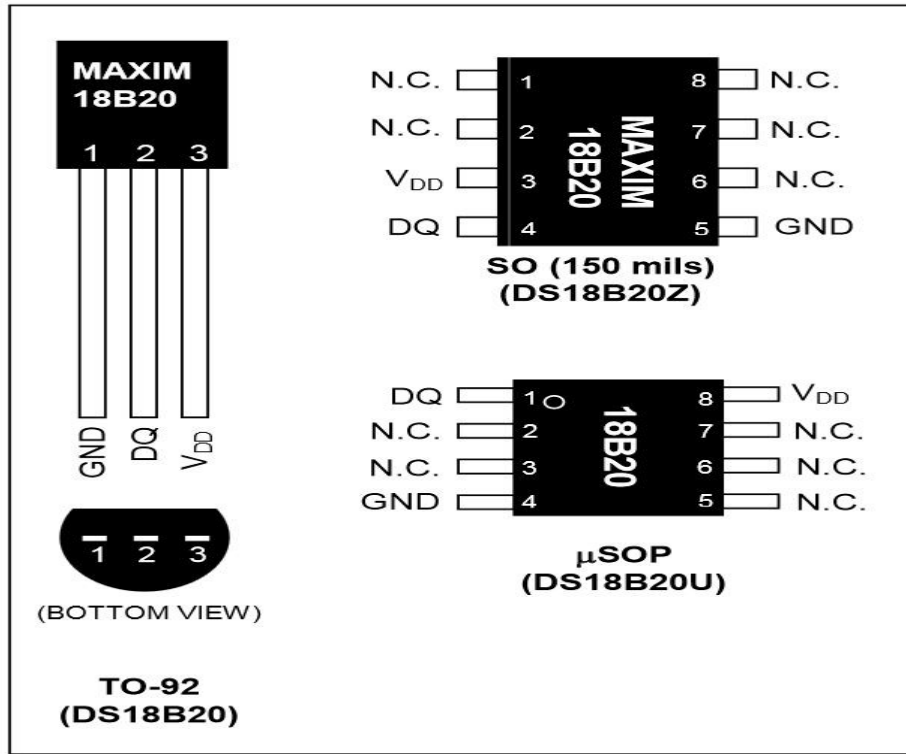 MAXIM
18B20
1 2 3
GND DQ VDD
1 2 3
(BOTTOM VIEW)
TO-92
(DS18B20)
N.C. 1 8 N.C.
N.C. 2 7 N.C.
VDD 3 6 N.C.
DQ 4 5 GND
MAXIM
18B20
SO (150 mils)
(DS18B20Z)
DQ 1 8 VDD
N.C. 2 7 N.C.
N.C. 3 6 N.C.
GND 4 5 N.C.
18B20
μSOP
(DS18B20U)